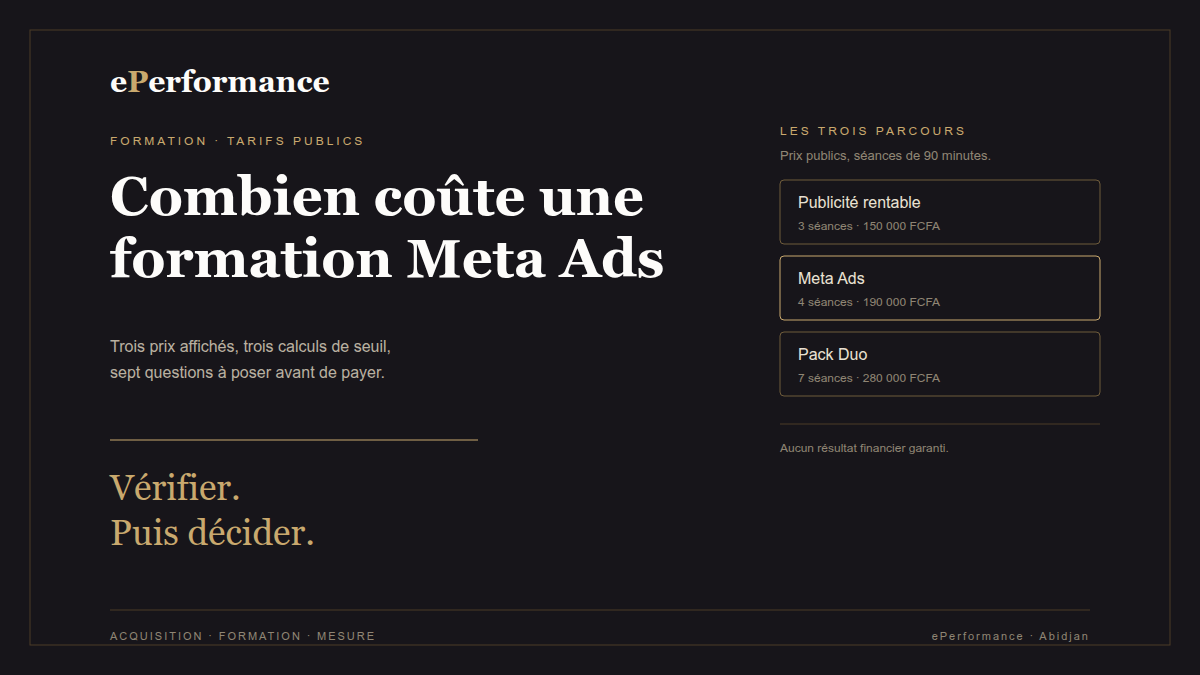 ePerformance
FORMATION · TARIFS PUBLICS
Combien coûte une
formation Meta Ads
Trois prix affichés, trois calculs de seuil,
sept questions à poser avant de payer.
Vérifier.
Puis décider.
LES TROIS PARCOURS
Prix publics, séances de 90 minutes.
Publicité rentable
3 séances · 150 000 FCFA
Meta Ads
4 séances · 190 000 FCFA
Pack Duo
7 séances · 280 000 FCFA
Aucun résultat financier garanti.
ACQUISITION · FORMATION · MESURE
ePerformance · Abidjan